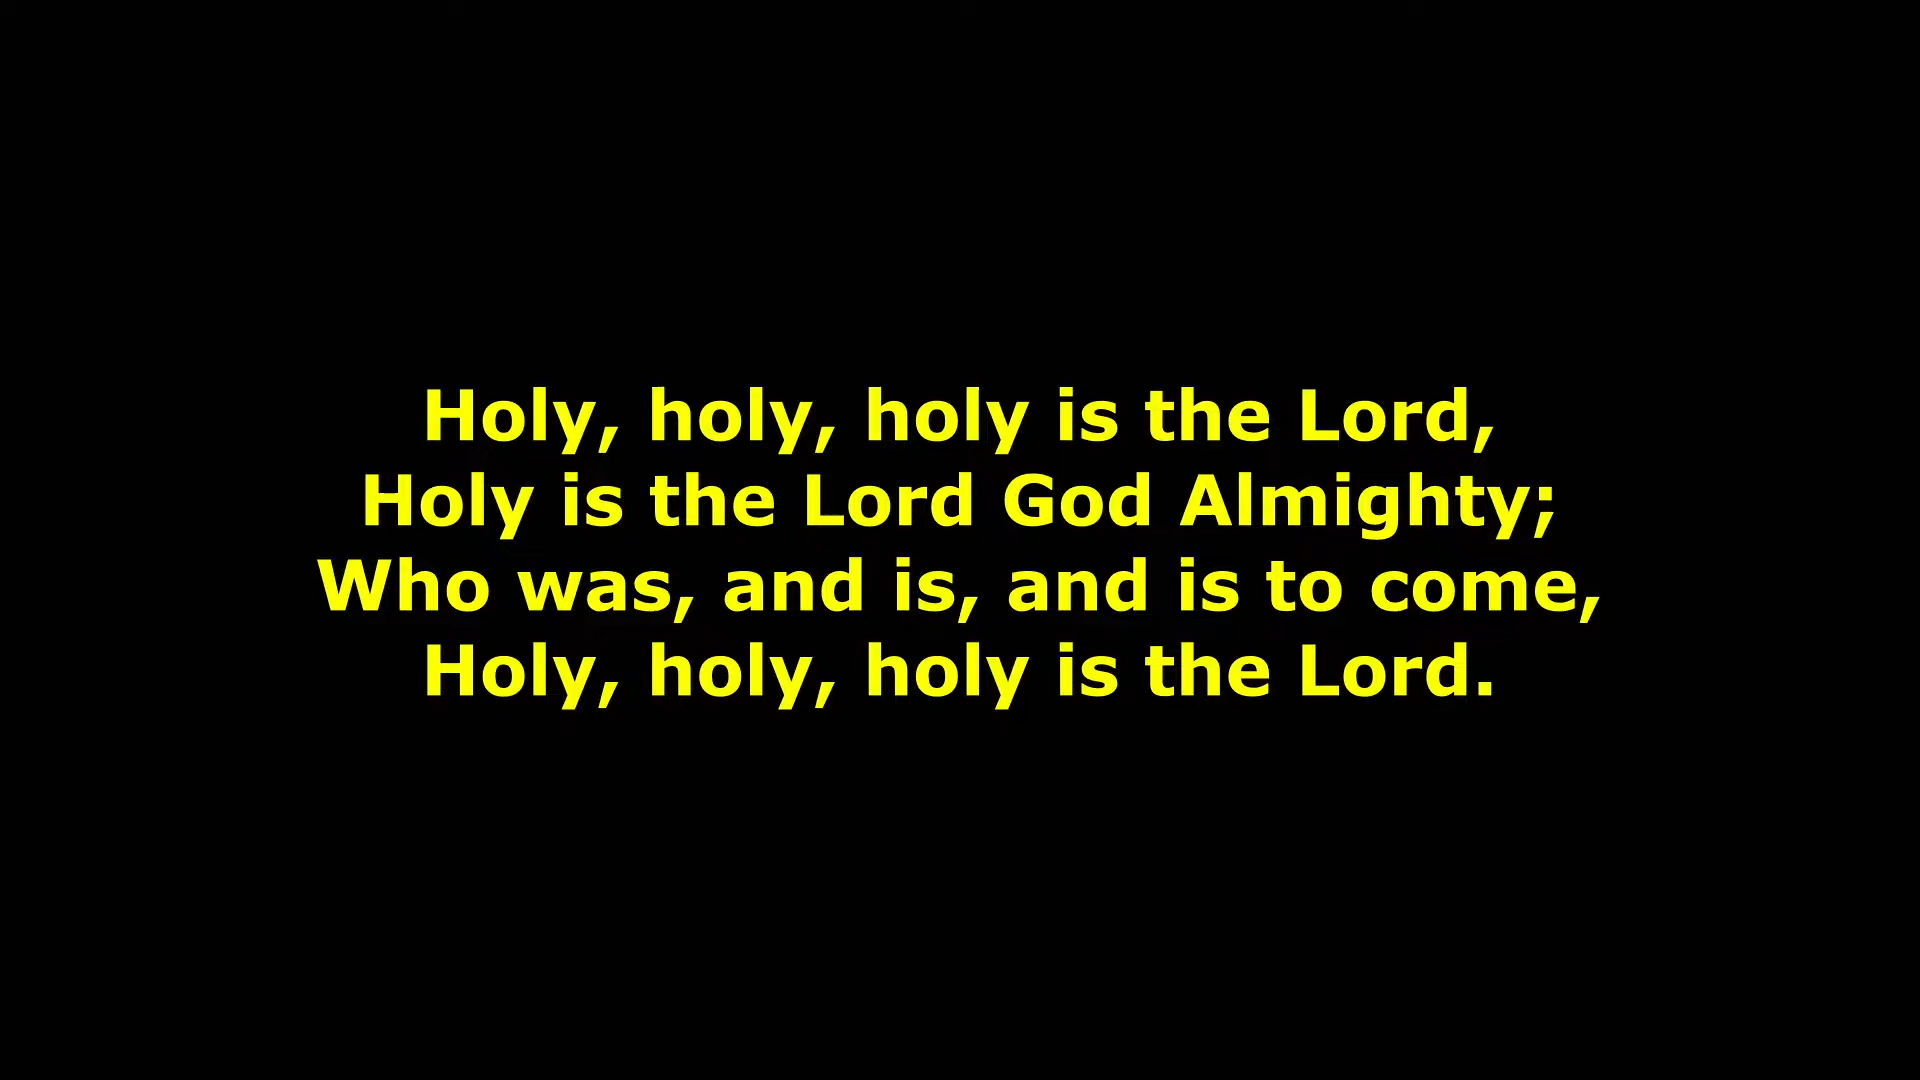 Holy, holy, holy is the Lord,
Holy is the Lord God Almighty;
Who was, and is, and is to come,
Holy, holy, holy is the Lord.